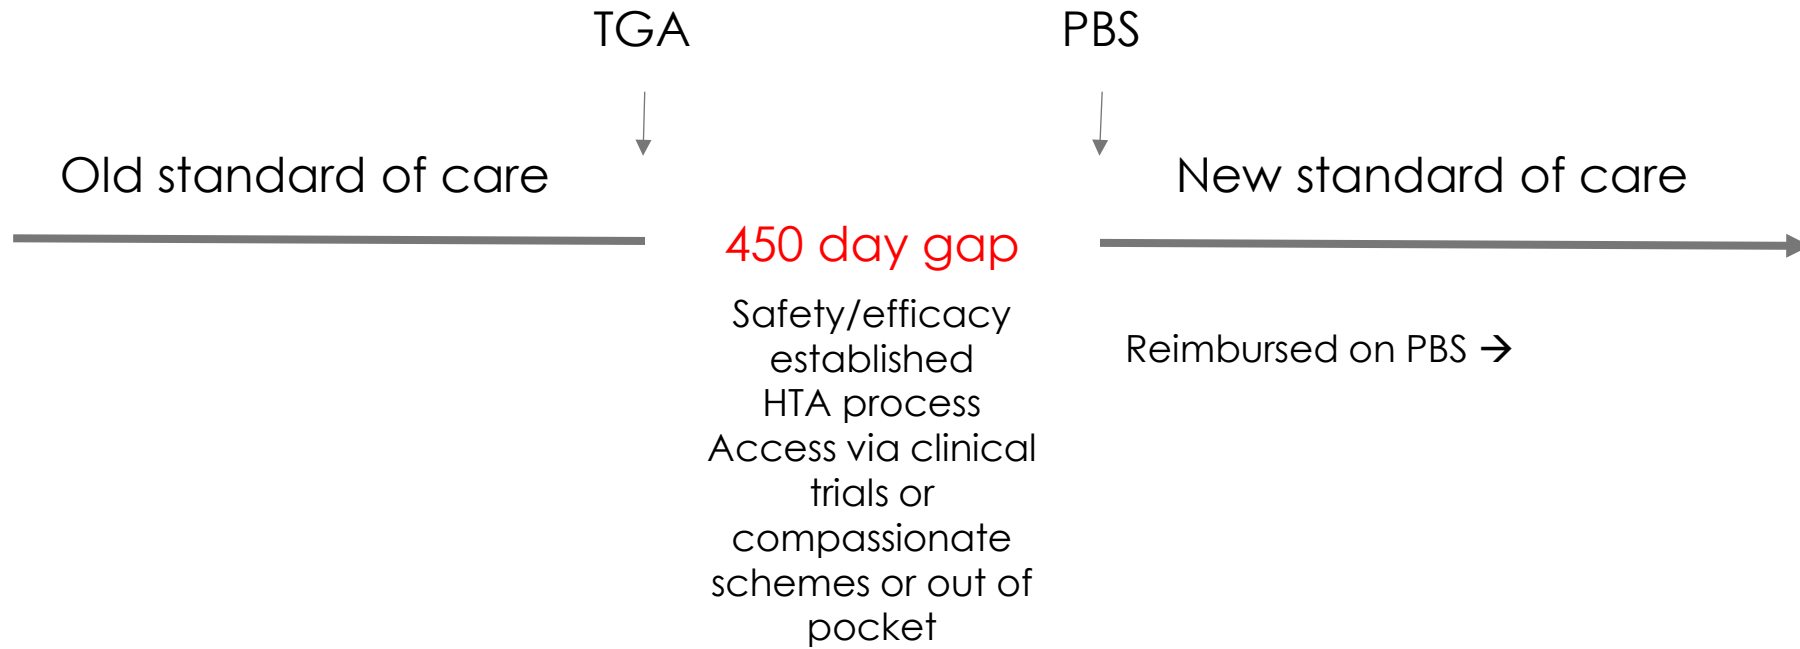 TGA
PBS
Old standard of care
New standard of care
450 day gap
Safety/efficacy
established
HTA process
Access via clinical
trials or
compassionate
schemes or out of
pocket
Reimbursed on PBS →